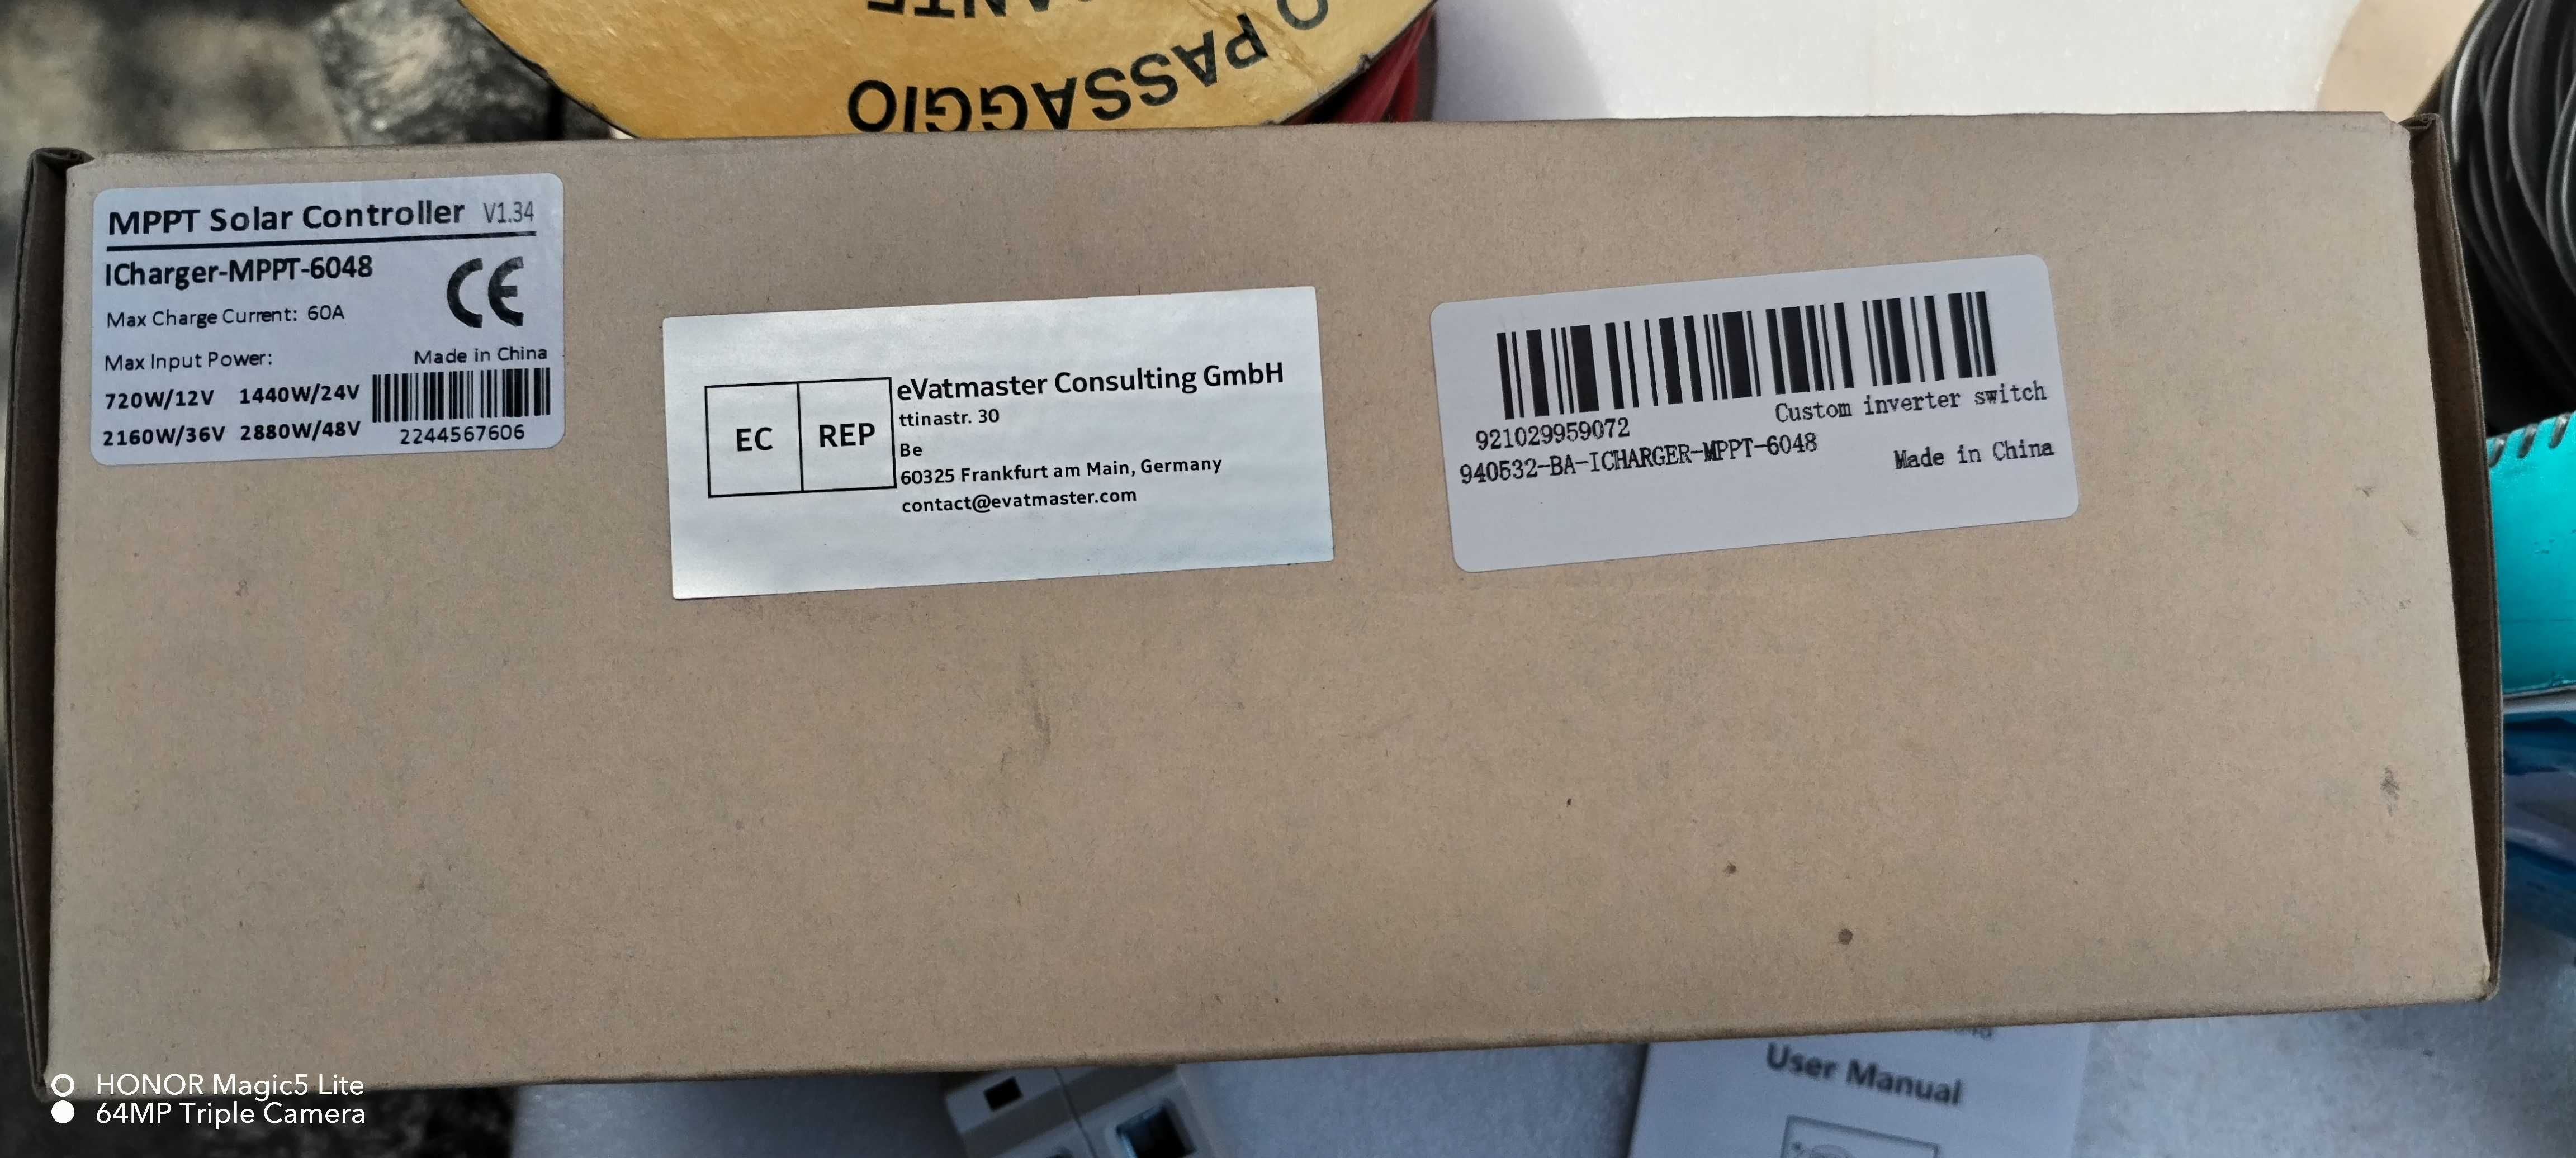 O PASSAGGIO
MPPT Solar Controller V1.34
ICharger-MPPT-6048
CE
Max Charge Current: 60A
Max Input Power:
Made in China
720W/12V 1440W/24V
2160W/36V 2880W/48V
2244567606
EC REP
eVatmaster Consulting GmbH
ttinastr. 30
Be
60325 Frankfurt am Main, Germany
contact@evatmaster.com
Custom inverter switch
921029959072
940532-BA-ICHARGER-MPPT-6048
Made in China
User Manual
HONOR Magic5 Lite
64MP Triple Camera